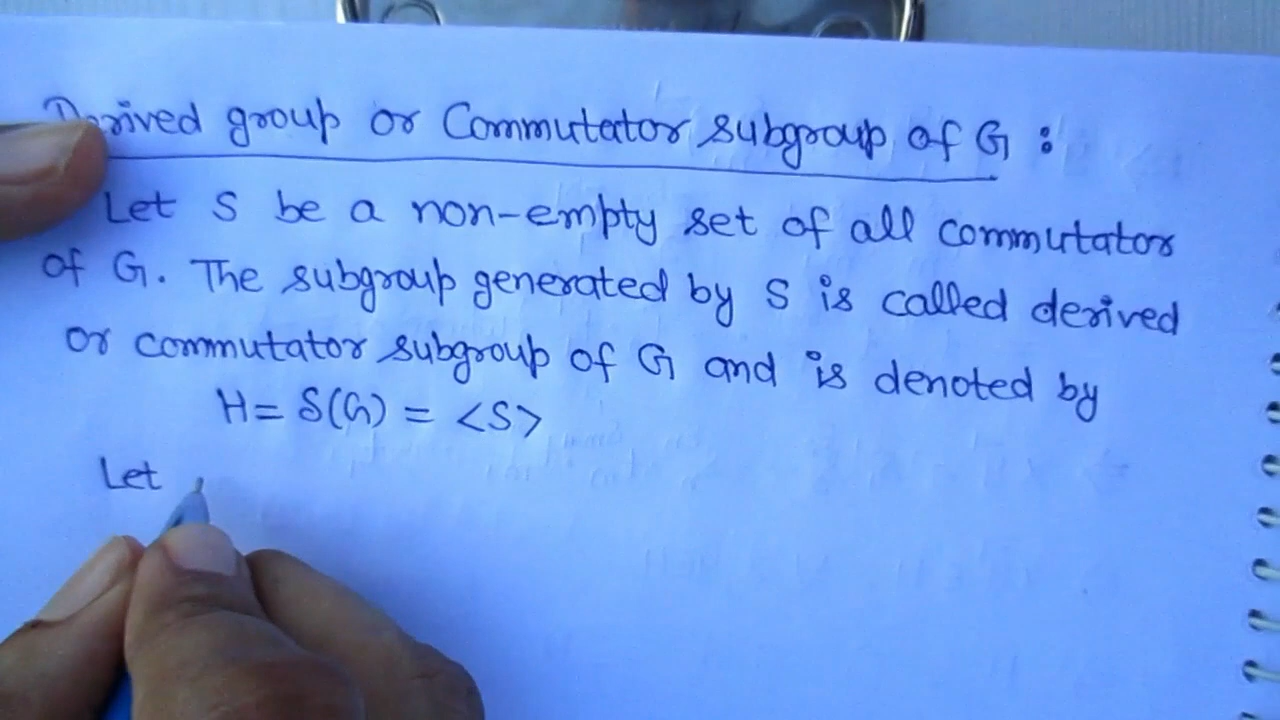 Derived group or Commutator subgroup of G :
Let S be a non-empty set of all commutator
of G. The subgroup generated by S is called derived
or commutator subgroup of G and is denoted by
H = S(G) = <S>
Let